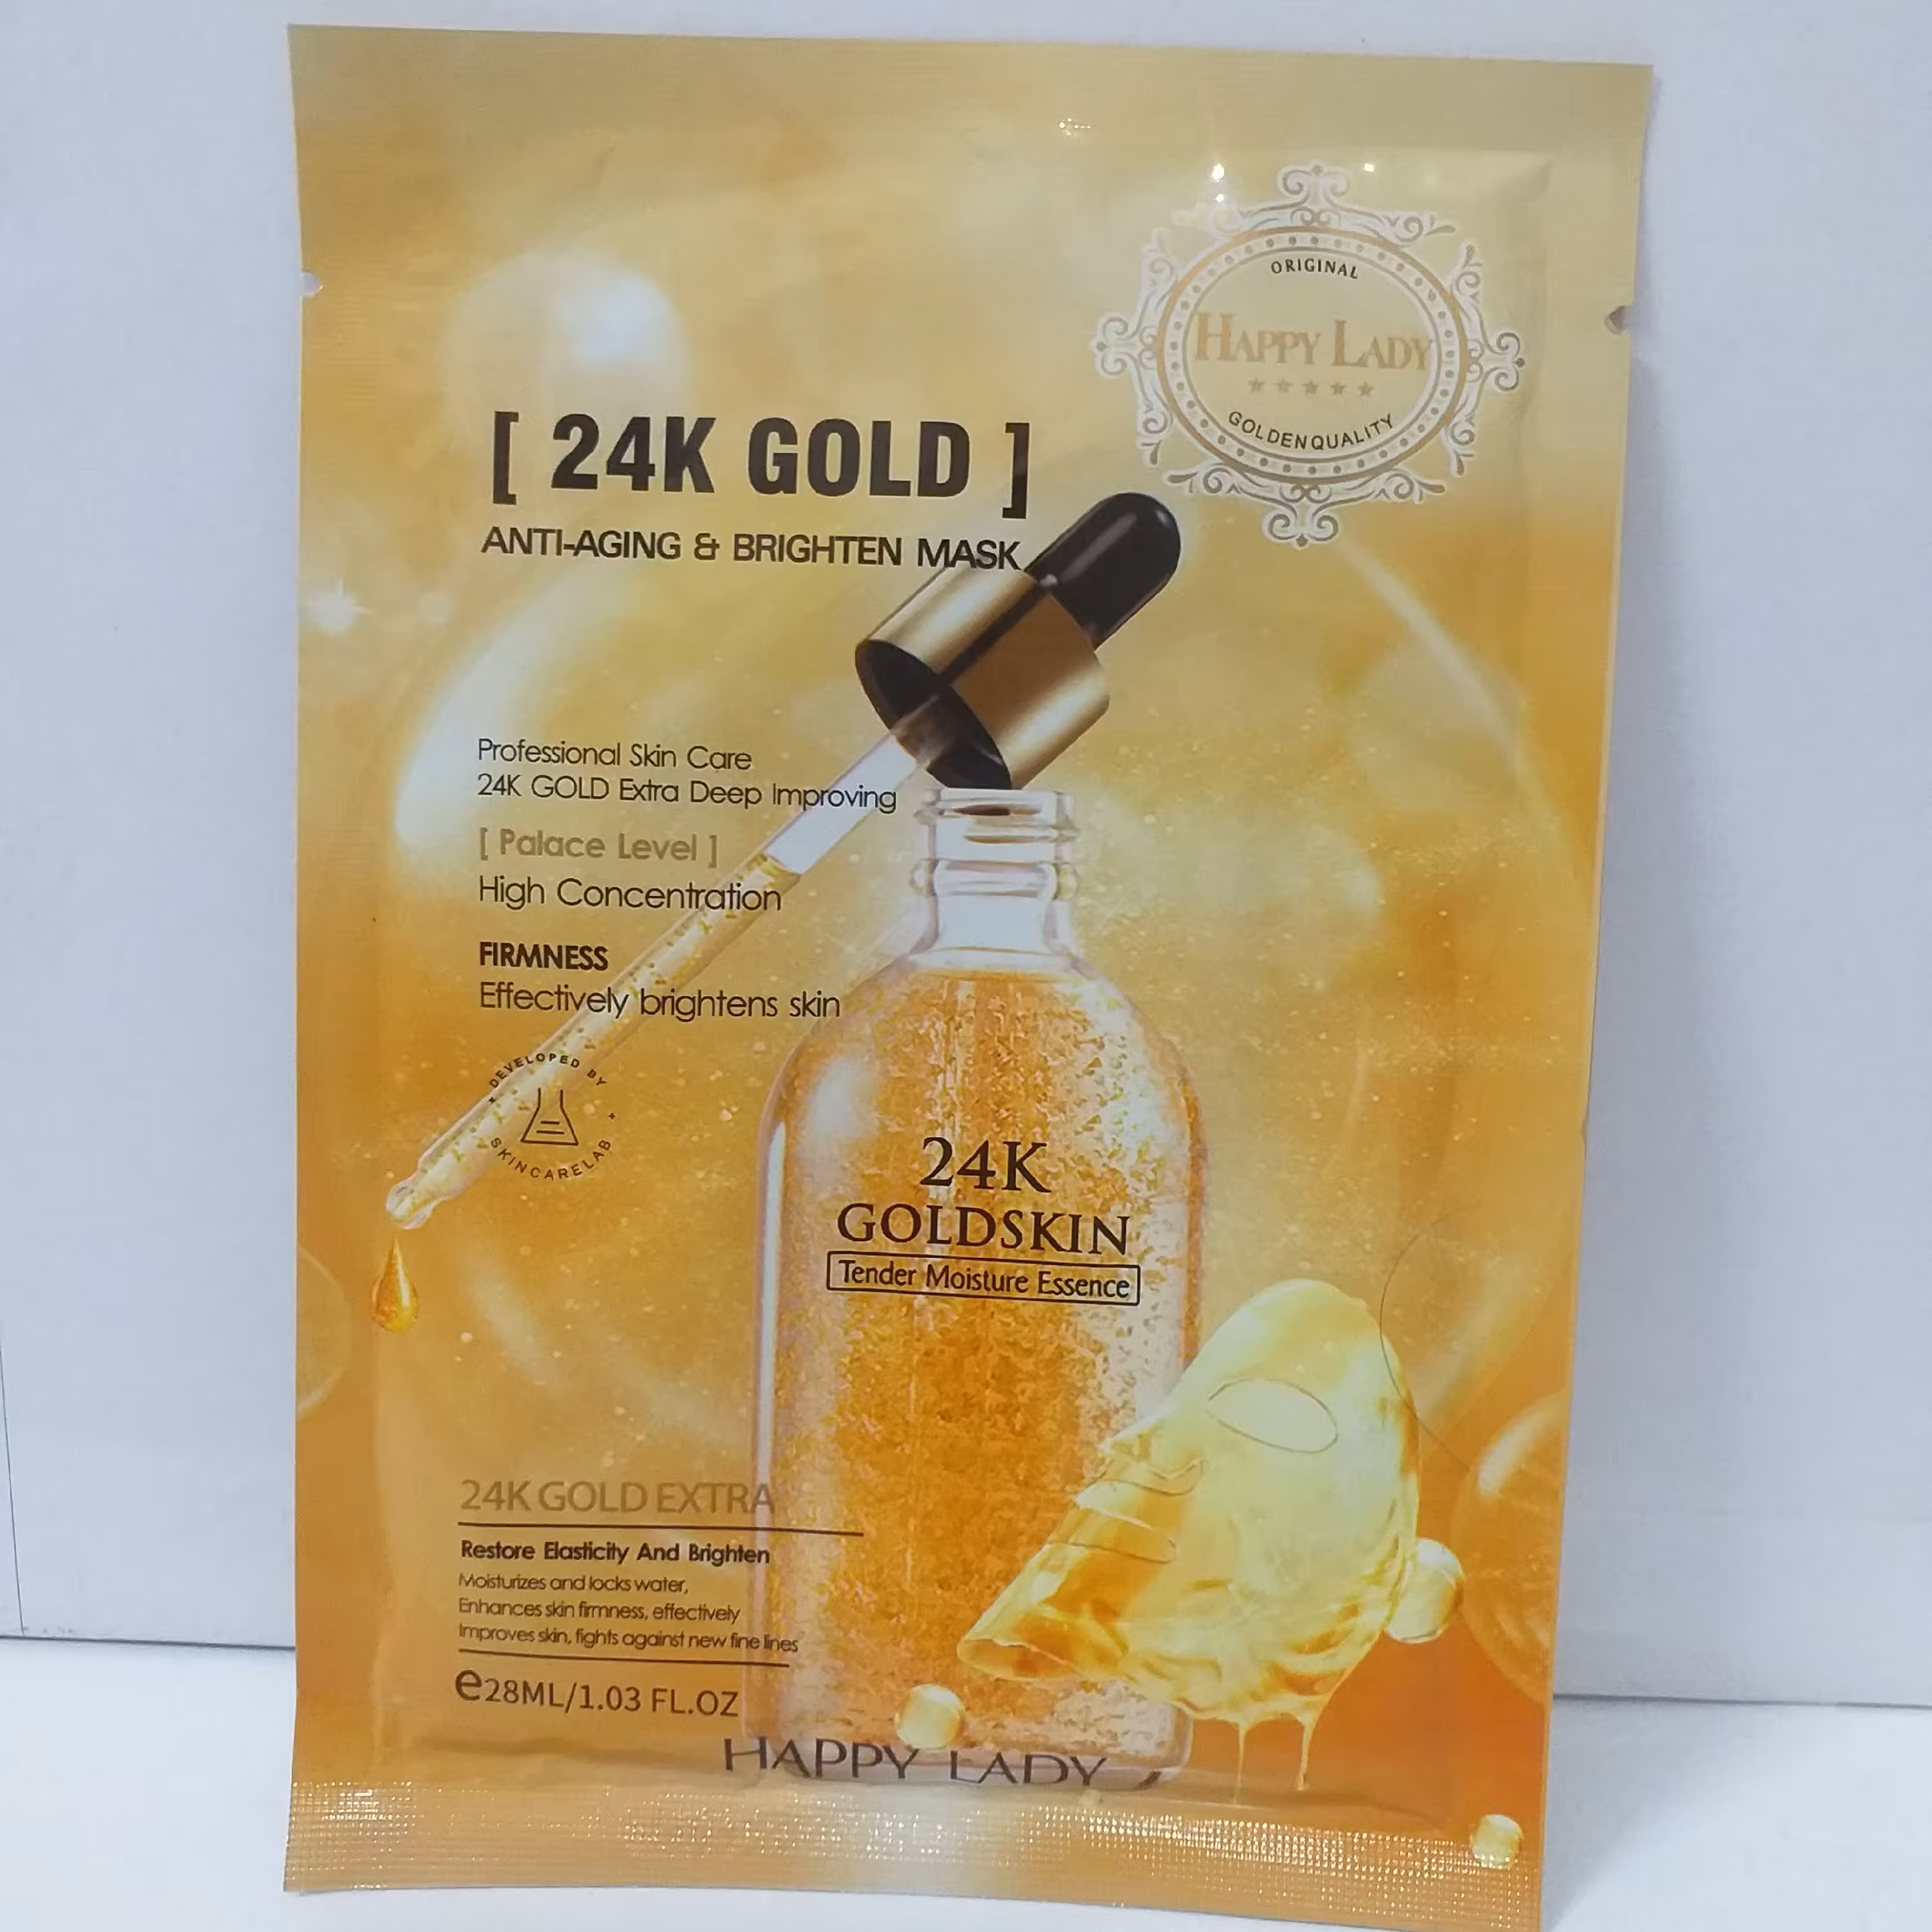 ORIGINAL
HAPPY LADY
GOLDEN QUALITY
[ 24K GOLD ]
ANTI-AGING & BRIGHTEN MASK
Professional Skin Care
24K GOLD Extra Deep Improving
[ Palace Level ]
High Concentration
FIRMNESS
Effectively brightens skin
DEVELOPED BY
SKINCARELAB
24K
GOLDSKIN
Tender Moisture Essence
24K GOLD EXTRA
Restore Elasticity And Brighten
Moisturizes and locks water,
Enhances skin firmness, effectively
Improves skin, fights against new fine lines
e28ML/1.03 FL.OZ
HAPPY LADY